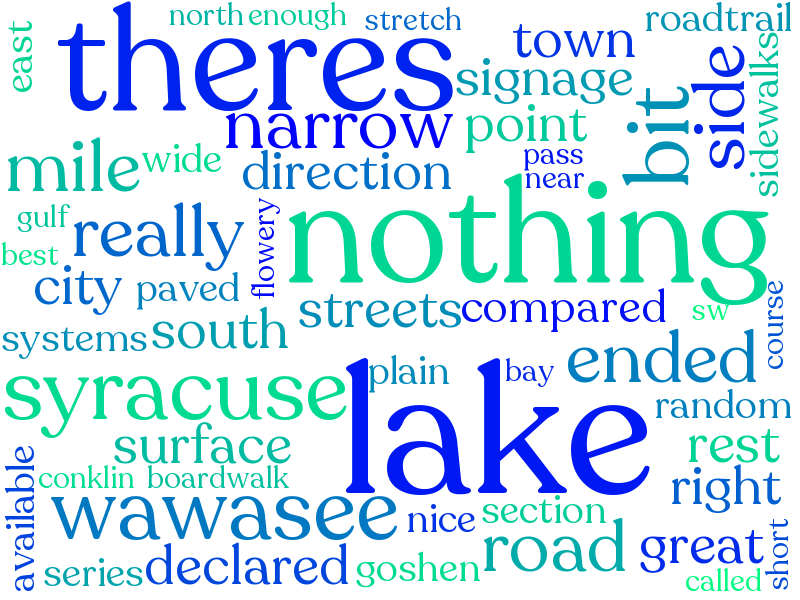 north enough
stretch
roadtrail
east
theres
town
signage
side
sidewalks
bit
narrow
point
mile
wide
direction
pass
near
gulf
really
flowery
nothing
best
city
paved
streets
compared
sw
course
systems
south
ended
syracuse
plain
bay
lake
random
surface
rest
available
conklin
boardwalk
right
wawasee
nice
section
road
great
short
series
declared
goshen
called